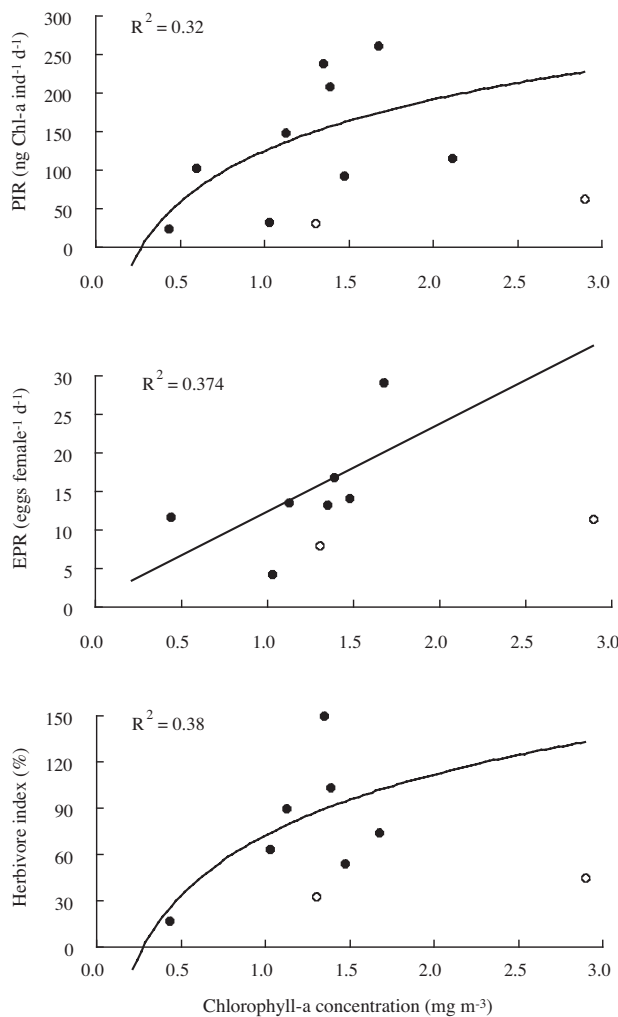 R² = 0.32
PIR (ng Chl-a ind⁻¹ d⁻¹)
300
250
200
150
100
50
0
0.0 0.5 1.0 1.5 2.0 2.5 3.0
R² = 0.374
EPR (eggs female⁻¹ d⁻¹)
30
25
20
15
10
5
0
0.0 0.5 1.0 1.5 2.0 2.5 3.0
R² = 0.38
Herbivore index (%)
150
120
90
60
30
0
0.0 0.5 1.0 1.5 2.0 2.5 3.0
Chlorophyll-a concentration (mg m⁻³)